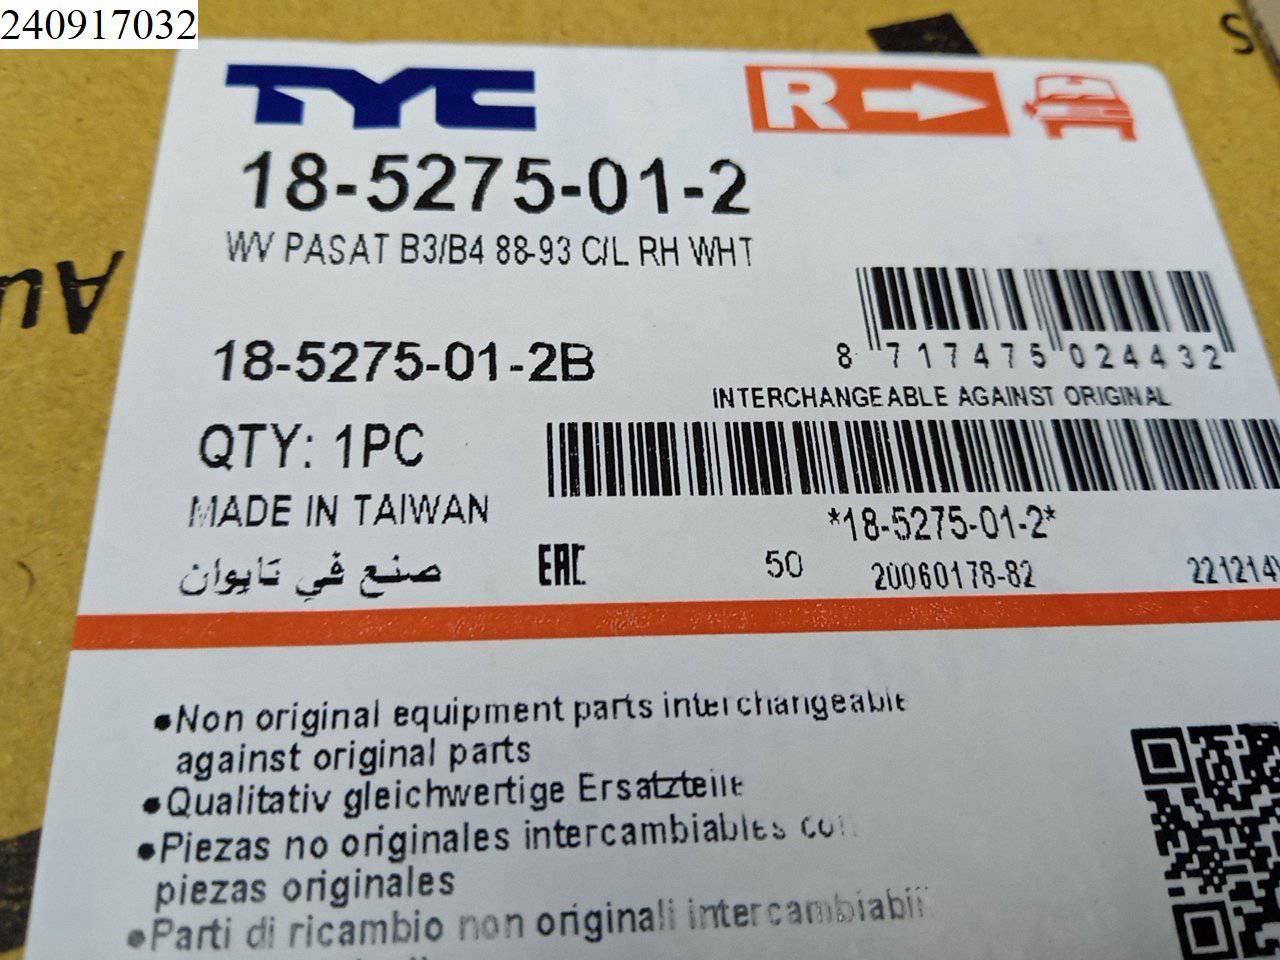 240917032
S
Au
TYC
R
18-5275-01-2
WV PASAT B3/B4 88-93 C/L RH WHT
8 717475 024432
18-5275-01-2B
INTERCHANGEABLE AGAINST ORIGINAL
QTY: 1PC
MADE IN TAIWAN
*18-5275-01-2*
صنع في تايوان
EAC
50
20060178-82
221214
•Non original equipment parts interchangeable
against original parts
•Qualitativ gleichwertige Ersatzteile
•Piezas no originales intercambiables con
piezas originales
•Parti di ricambio non originali intercambiabili